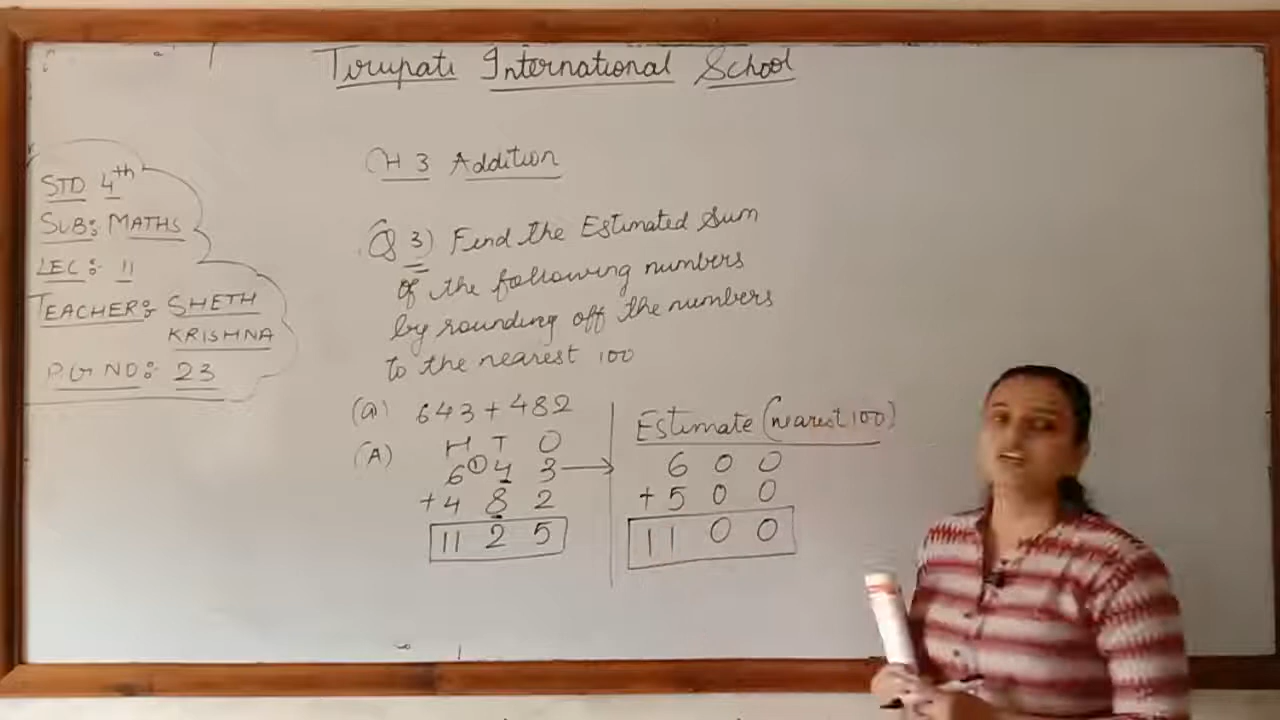 Tirupati International School
STD 4th
SUB: MATHS
LEC: 11
TEACHER: SHETH
KRISHNA
P.G NO: 23
CH 3 Addition
Q 3) Find the Estimated Sum
of the following numbers
by rounding off the numbers
to the nearest 100
(a) 643 + 482
(A) H T O
6 ① 4 3 →
+ 4 8 2
11 2 5
Estimate (nearest 100)
6 0 0
+ 5 0 0
11 0 0